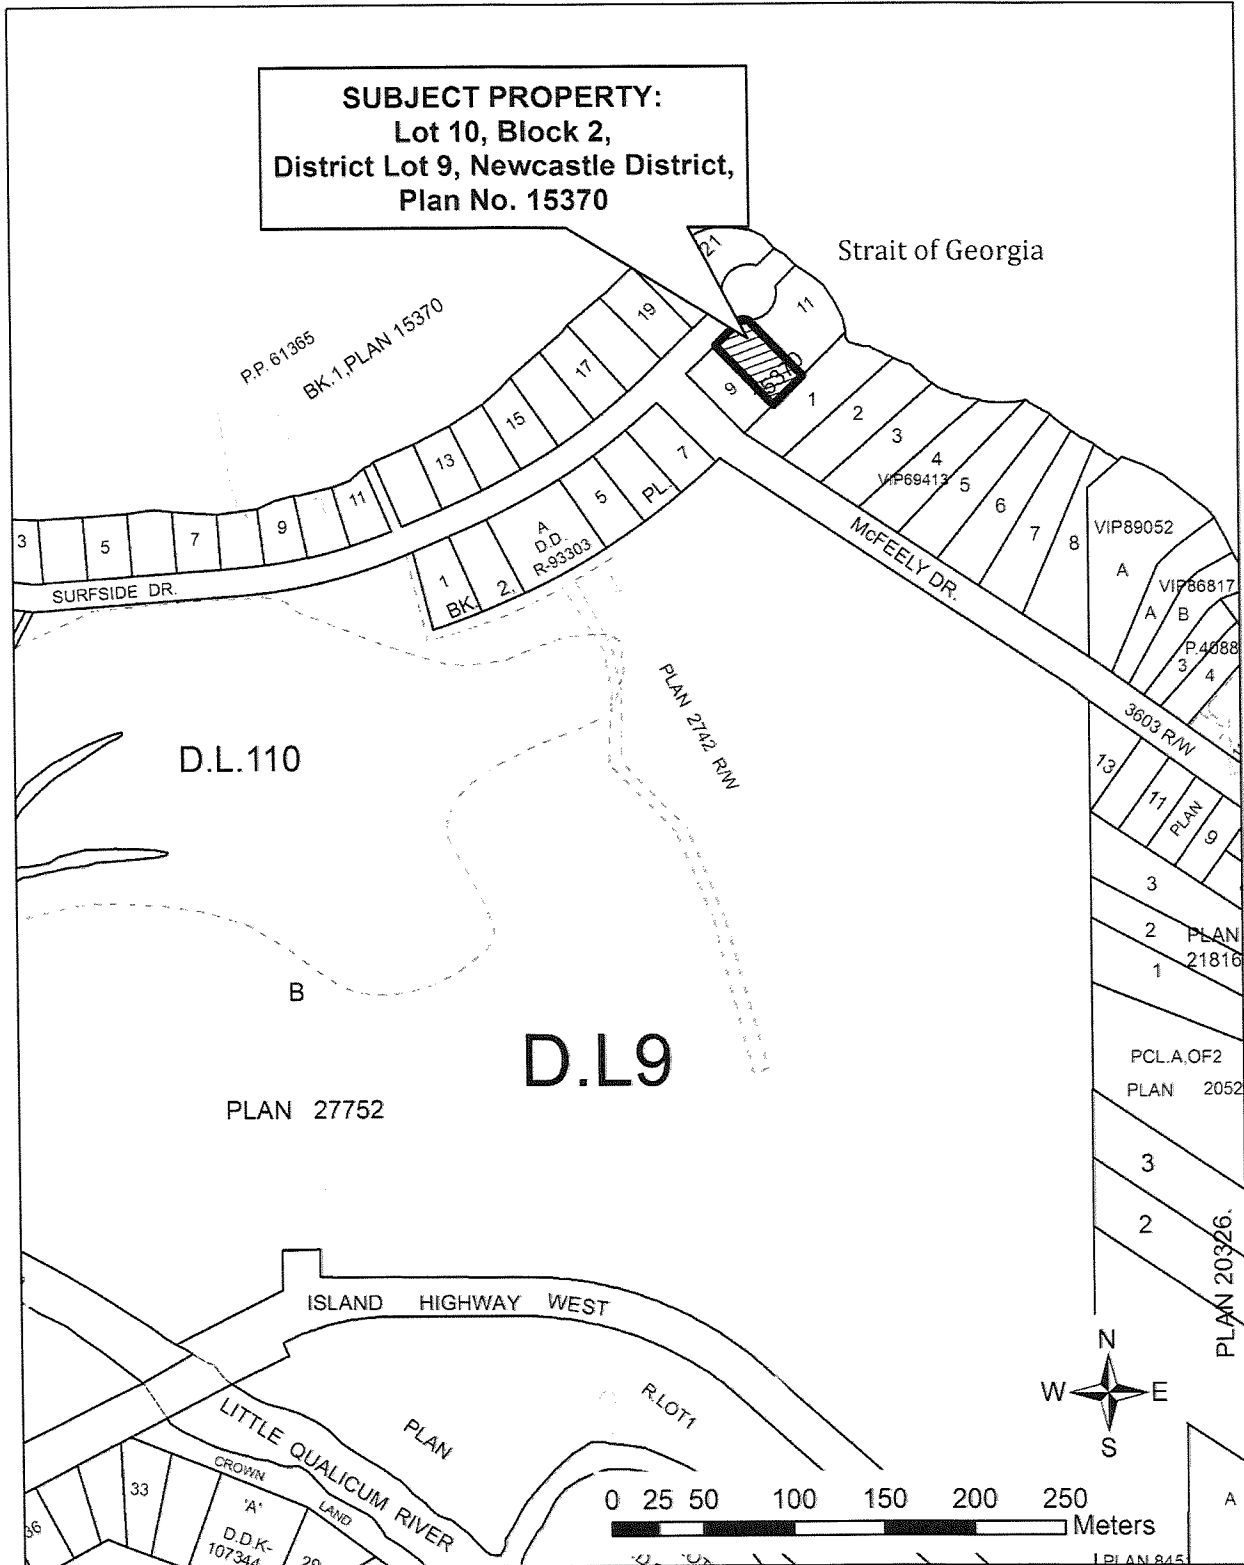 SUBJECT PROPERTY:
Lot 10, Block 2,
District Lot 9, Newcastle District,
Plan No. 15370
Strait of Georgia
21
11
P.P. 61365
BK.1,PLAN 15370
19
17
15
13
11
9
7
5
3
9
1
2
3
4
VIP69413
5
6
7
8
7
PL.
5
A
D.D.
R-93303
2,
BK.
1
SURFSIDE DR.
McFEELY DR.
VIP89052
A
VIP86817
A
B
P.4088
3
4
3603 R/W
PLAN 2742 R/W
D.L.110
13
11
PLAN
9
3
2
PLAN
21816
1
B
D.L9
PCL.A,OF2
PLAN 2052
PLAN 27752
3
2
PLAN 20326.
ISLAND HIGHWAY WEST
N
W E
S
R.LOT1
PLAN
LITTLE QUALICUM RIVER
CROWN
LAND
33
36
'A'
D.D.K-
107344
29
0 25 50 100 150 200 250
Meters
A
PLAN 845